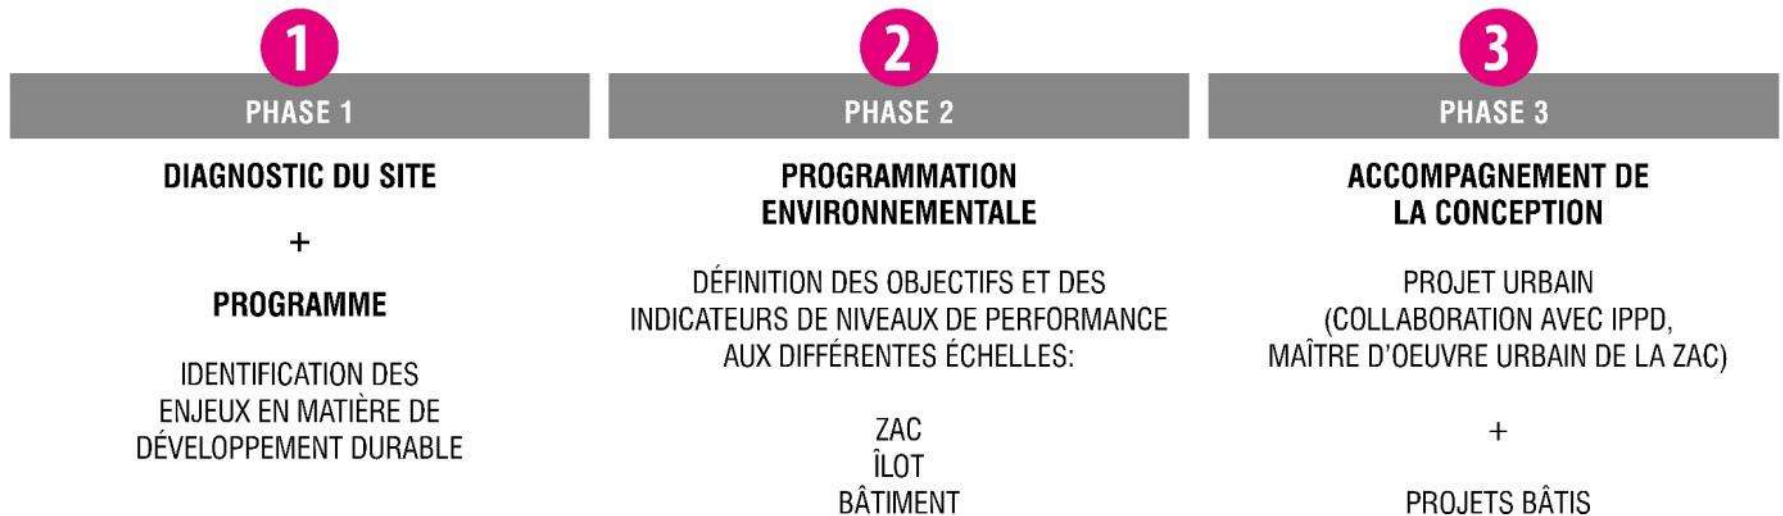 1
PHASE 1
DIAGNOSTIC DU SITE
+
PROGRAMME
IDENTIFICATION DES
ENJEUX EN MATIÈRE DE
DÉVELOPPEMENT DURABLE
2
PHASE 2
PROGRAMMATION
ENVIRONNEMENTALE
DÉFINITION DES OBJECTIFS ET DES
INDICATEURS DE NIVEAUX DE PERFORMANCE
AUX DIFFÉRENTES ÉCHELLES:
ZAC
ÎLOT
BÂTIMENT
3
PHASE 3
ACCOMPAGNEMENT DE
LA CONCEPTION
PROJET URBAIN
(COLLABORATION AVEC IPPD,
MAÎTRE D'OEUVRE URBAIN DE LA ZAC)
+
PROJETS BÂTIS